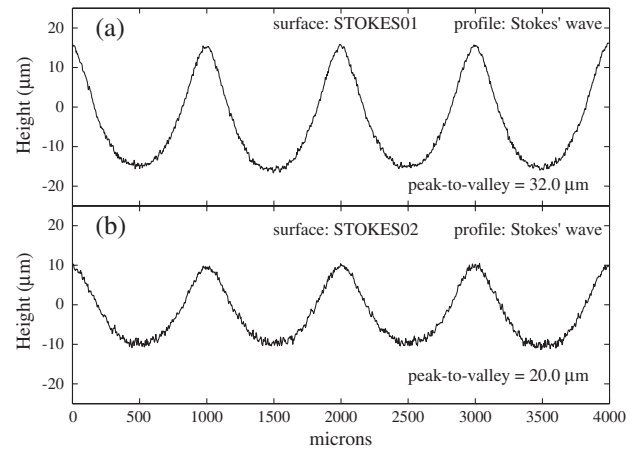 (a) surface: STOKES01 profile: Stokes' wave
20
10
0
-10
-20
Height (μm)
peak-to-valley = 32.0 μm
(b) surface: STOKES02 profile: Stokes' wave
20
10
0
-10
-20
Height (μm)
peak-to-valley = 20.0 μm
0 500 1000 1500 2000 2500 3000 3500 4000
microns